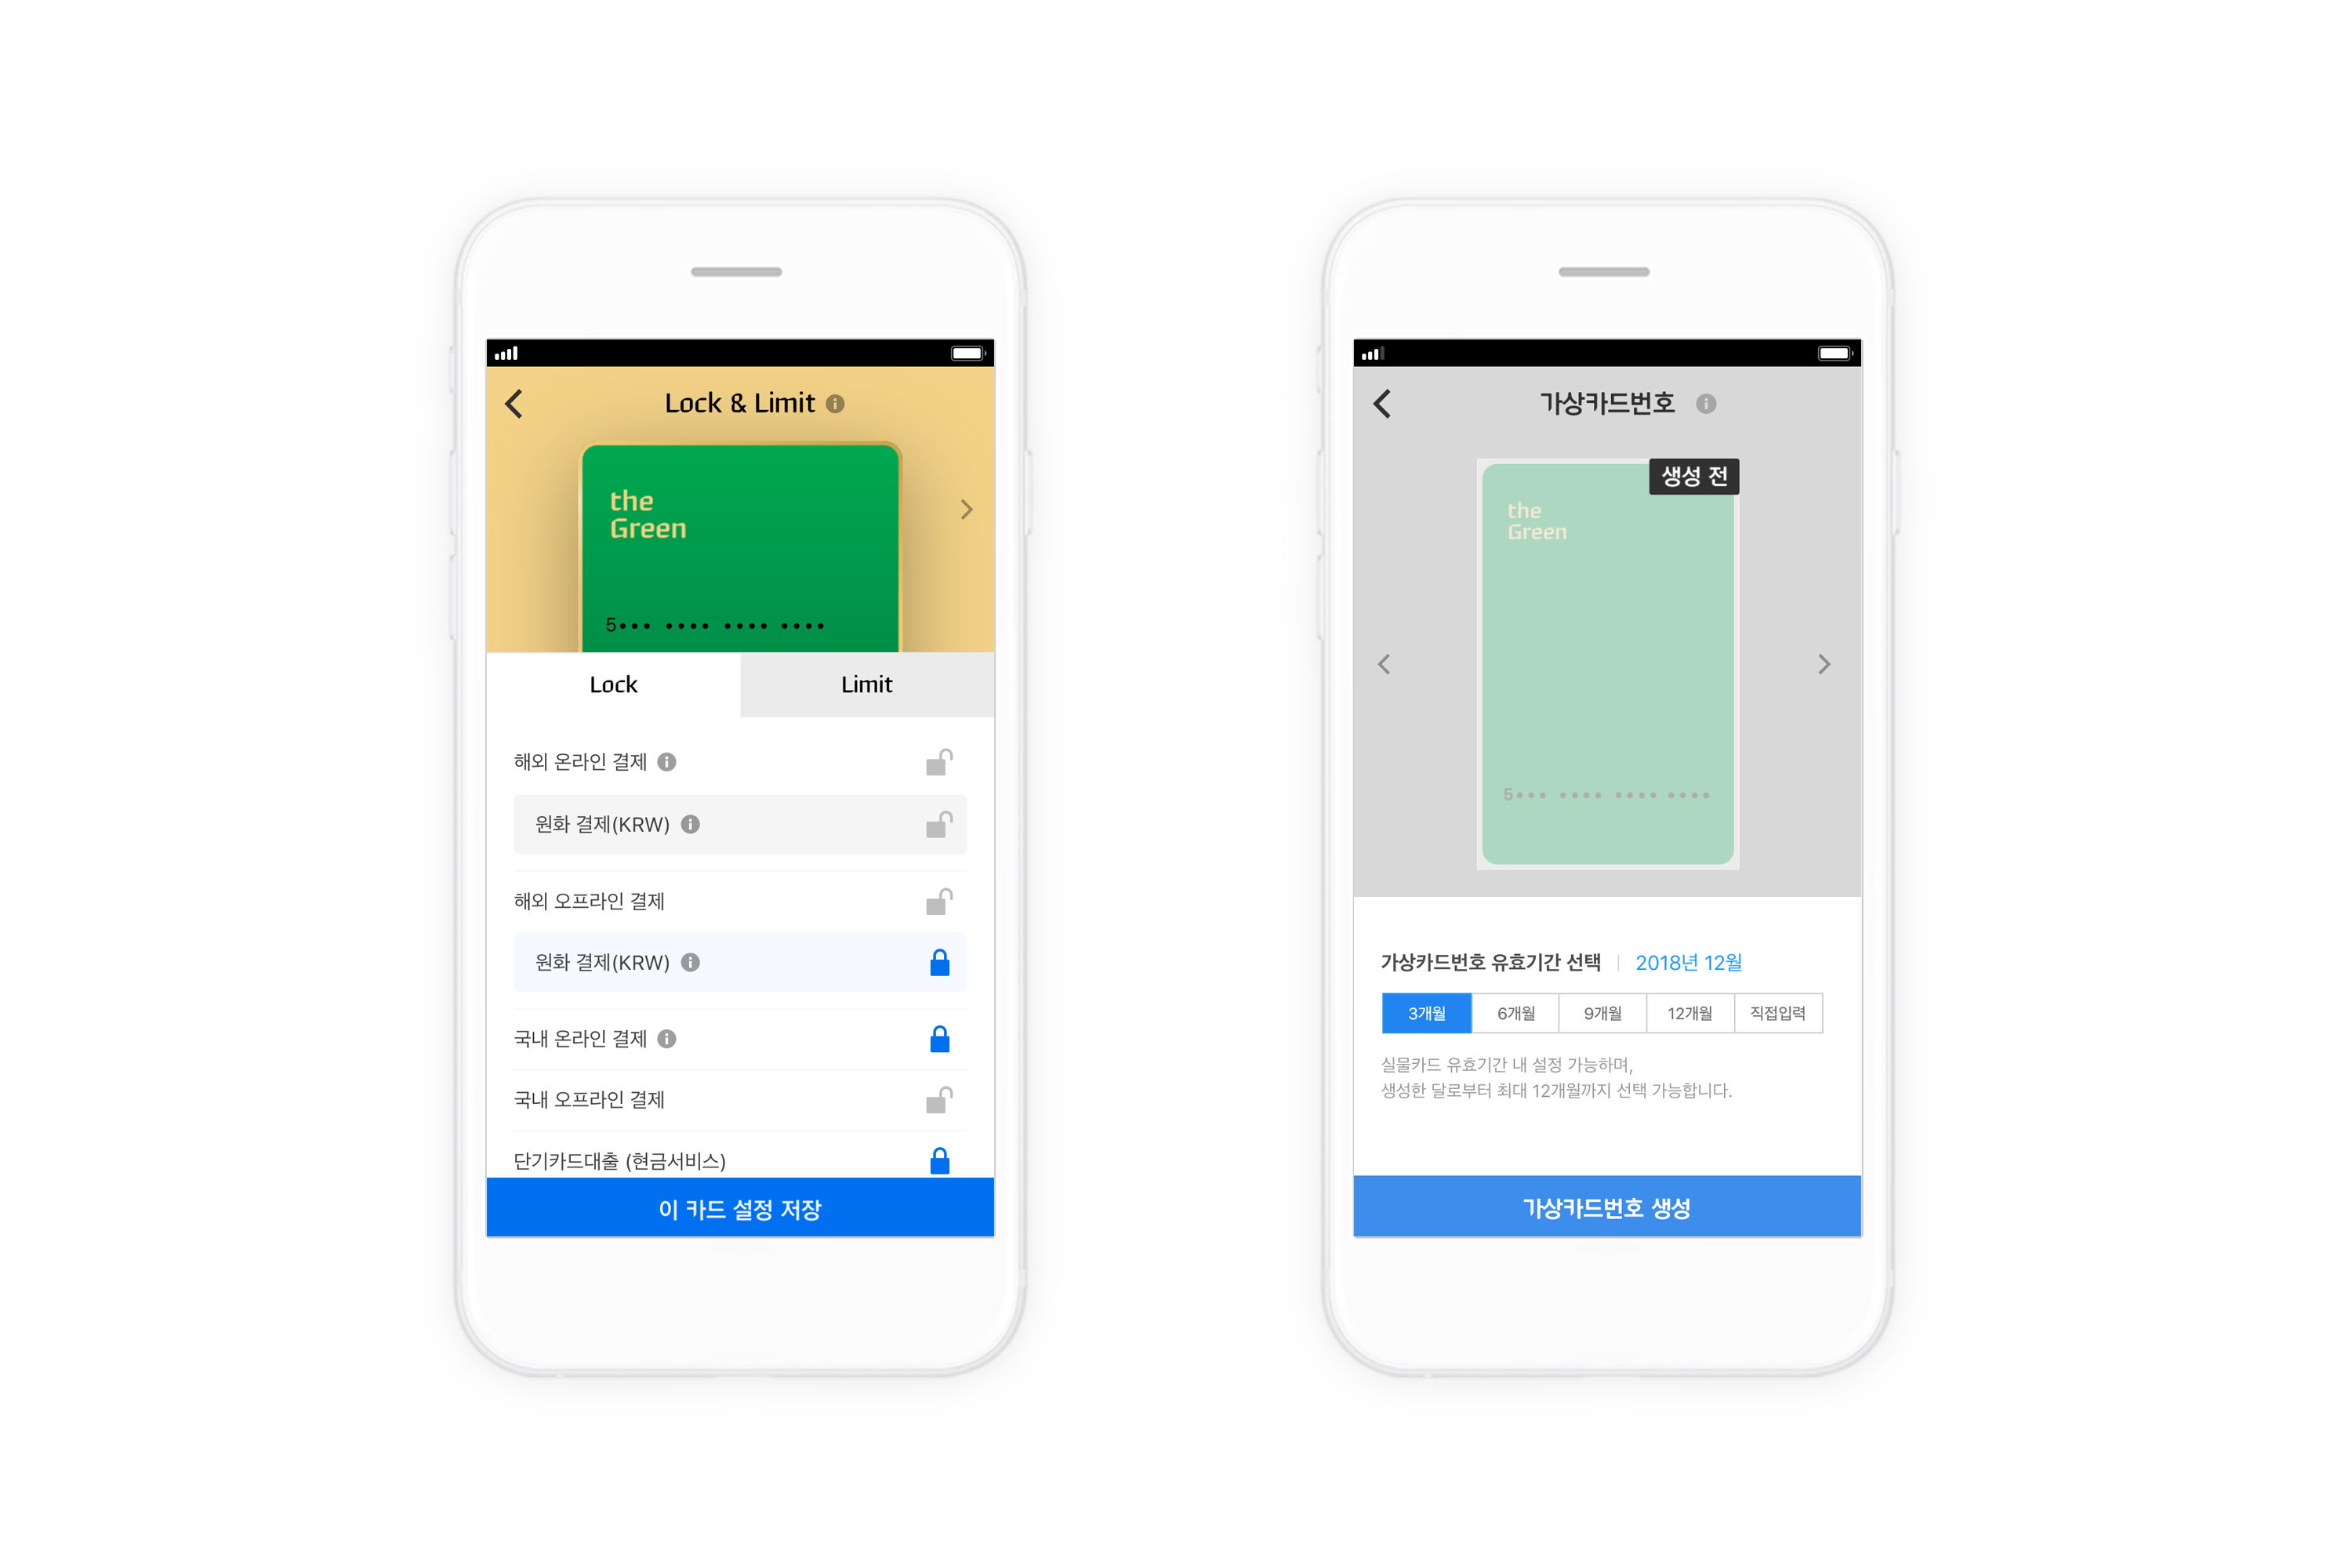 Lock & Limit
the
Green
5••• •••• •••• ••••
Lock
Limit
해외 온라인 결제
원화 결제(KRW)
해외 오프라인 결제
원화 결제(KRW)
국내 온라인 결제
국내 오프라인 결제
단기카드대출 (현금서비스)
이 카드 설정 저장
가상카드번호
생성 전
the
Green
5••• •••• •••• ••••
가상카드번호 유효기간 선택 | 2018년 12월
3개월 6개월 9개월 12개월 직접입력
실물카드 유효기간 내 설정 가능하며,
생성한 달로부터 최대 12개월까지 선택 가능합니다.
가상카드번호 생성